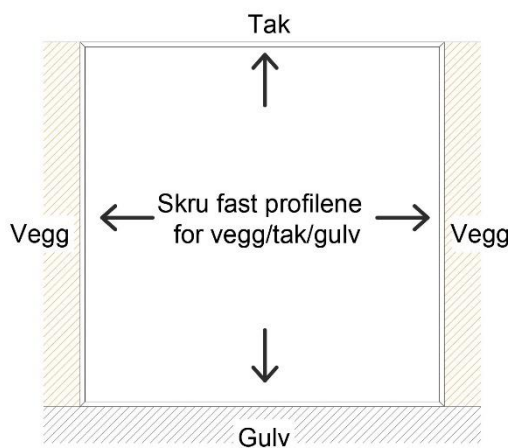 Tak
Skru fast profilene
for vegg/tak/gulv
Vegg
Vegg
Gulv